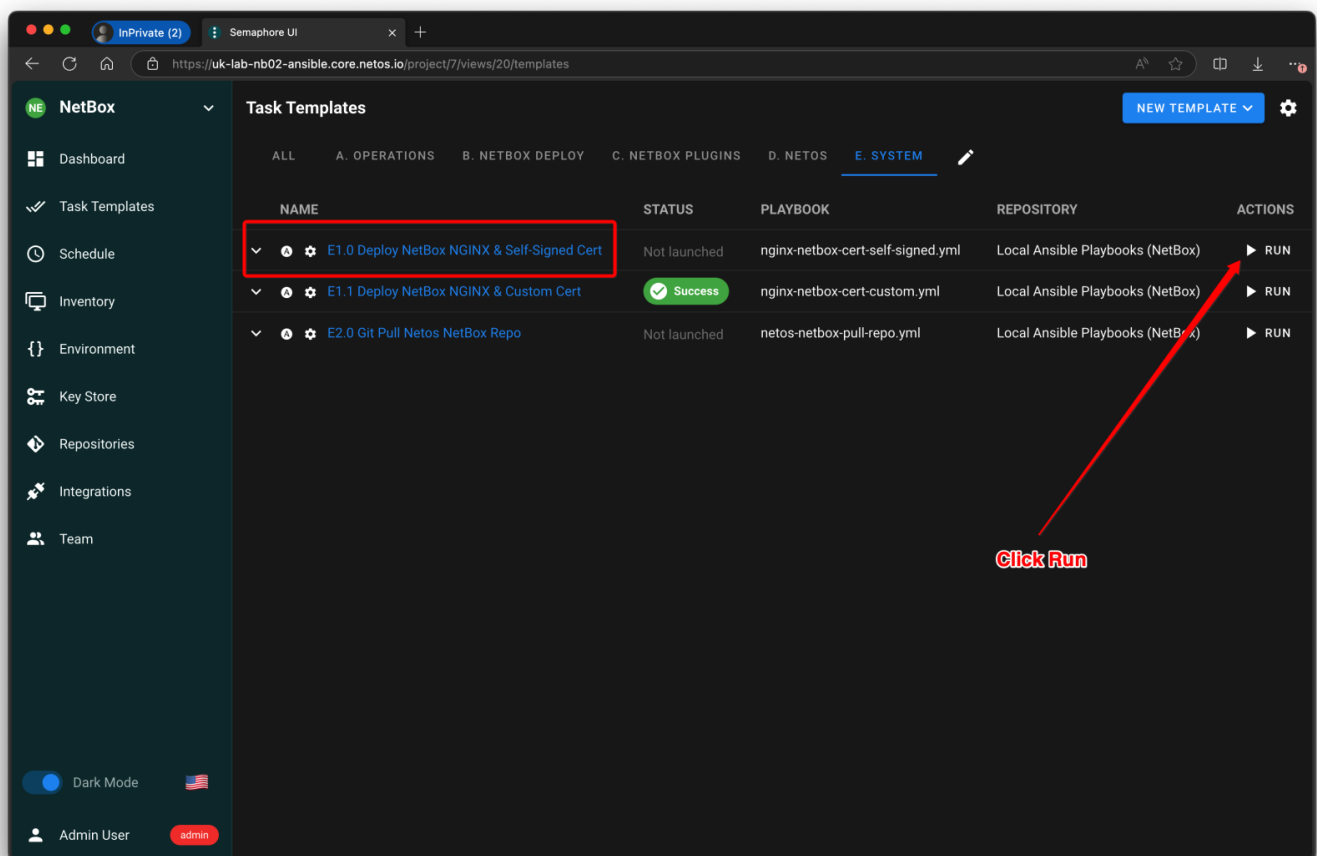 InPrivate (2)
Semaphore UI
https://uk-lab-nb02-ansible.core.netos.io/project/7/views/20/templates
NE NetBox
Task Templates
NEW TEMPLATE
Dashboard
ALL A. OPERATIONS B. NETBOX DEPLOY C. NETBOX PLUGINS D. NETOS E. SYSTEM
Task Templates
NAME STATUS PLAYBOOK REPOSITORY ACTIONS
Schedule
A E1.0 Deploy NetBox NGINX & Self-Signed Cert Not launched nginx-netbox-cert-self-signed.yml Local Ansible Playbooks (NetBox) RUN
Inventory
A E1.1 Deploy NetBox NGINX & Custom Cert Success nginx-netbox-cert-custom.yml Local Ansible Playbooks (NetBox) RUN
Environment
A E2.0 Git Pull Netos NetBox Repo Not launched netos-netbox-pull-repo.yml Local Ansible Playbooks (NetBox) RUN
Key Store
Repositories
Integrations
Team
Click Run
Dark Mode
Admin User admin